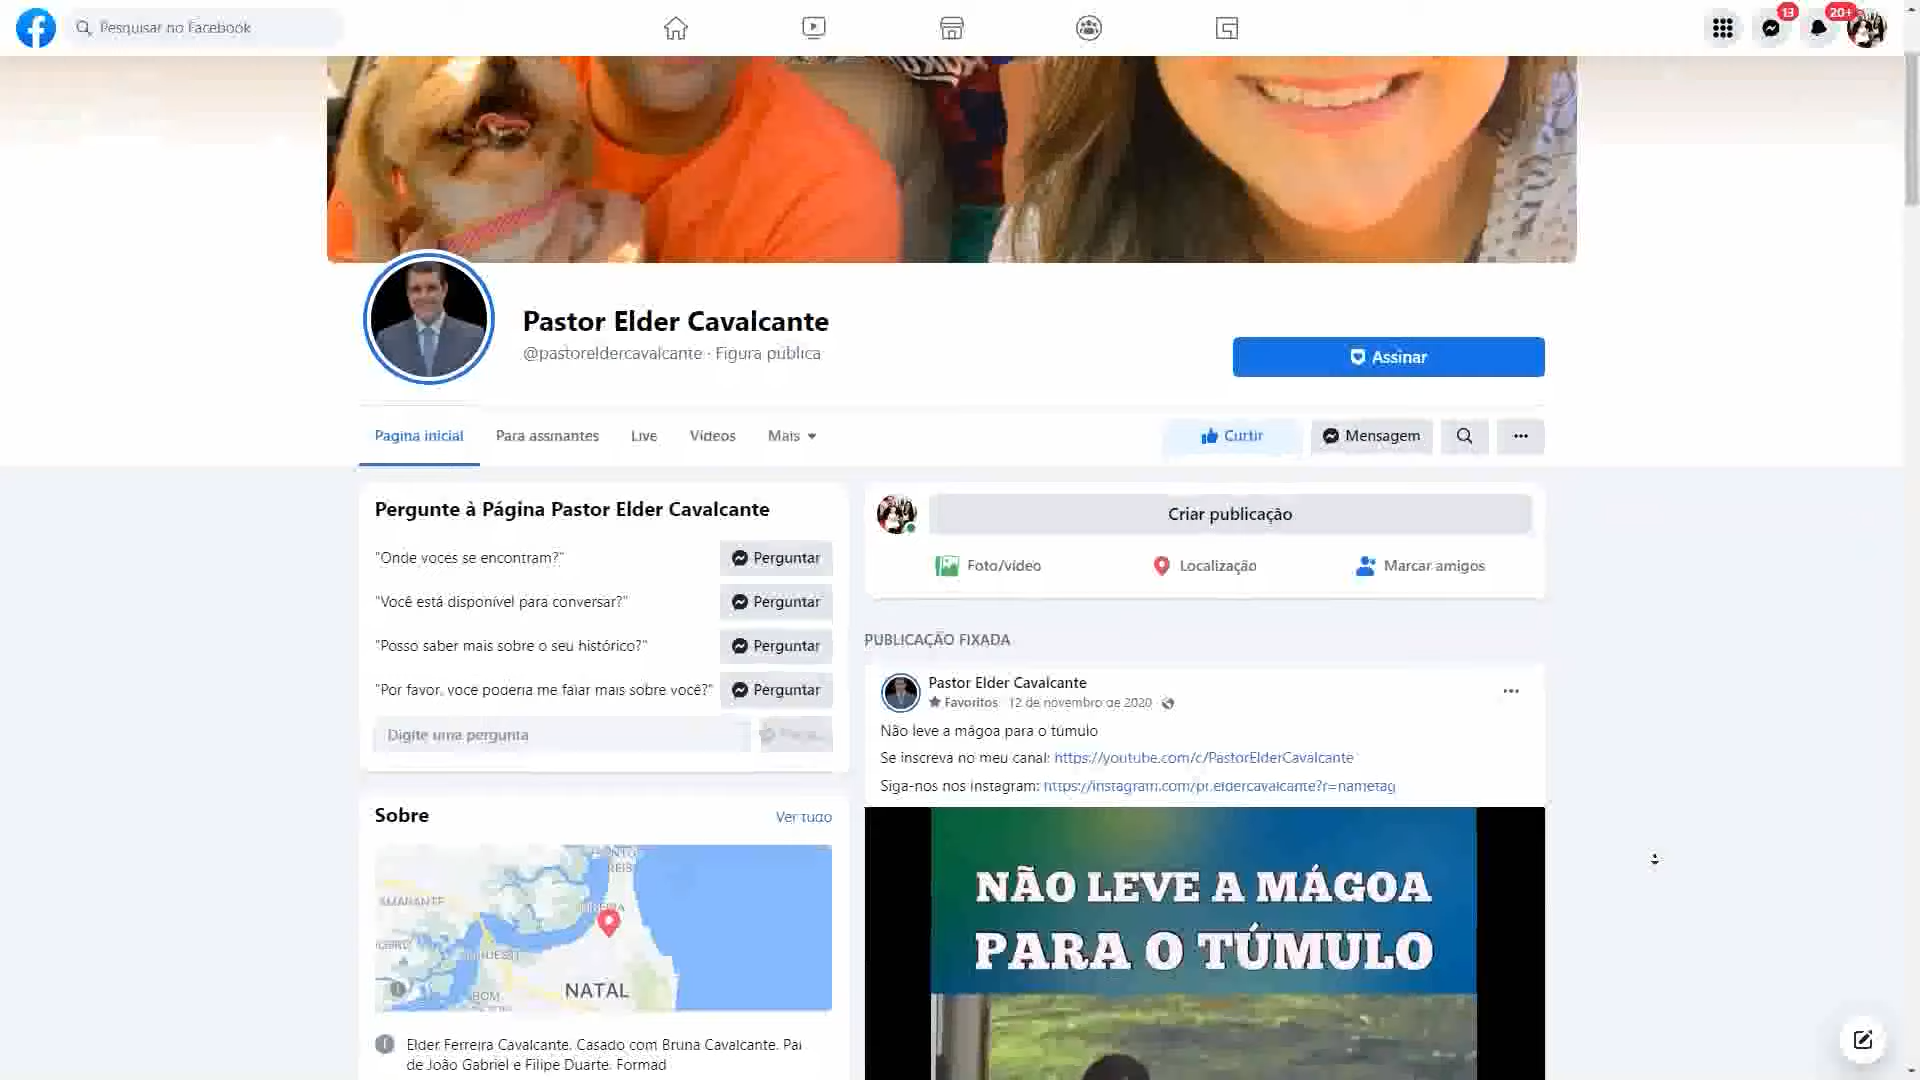 Pesquisar no Facebook
13
20+
Pastor Elder Cavalcante
@pastoreldercavalcante · Figura pública
Assinar
Página inicial
Para assinantes
Live
Vídeos
Mais
Curtir
Mensagem
Pergunte à Página Pastor Elder Cavalcante
"Onde vocês se encontram?"
Perguntar
"Você está disponível para conversar?"
Perguntar
"Posso saber mais sobre o seu histórico?"
Perguntar
"Por favor, você poderia me falar mais sobre você?"
Perguntar
Digite uma pergunta
Sobre
Ver tudo
AMARANTE
NATAL
BOM
Elder Ferreira Cavalcante. Casado com Bruna Cavalcante. Pai
de João Gabriel e Filipe Duarte. Formad
Criar publicação
Foto/vídeo
Localização
Marcar amigos
PUBLICAÇÃO FIXADA
Pastor Elder Cavalcante
Favoritos · 12 de novembro de 2020 ·
Não leve a mágoa para o túmulo
Se inscreva no meu canal: https://youtube.com/c/PastorElderCavalcante
Siga-nos nos instagram: https://instagram.com/pr.eldercavalcante?r=nametag
NÃO LEVE A MÁGOA
PARA O TÚMULO